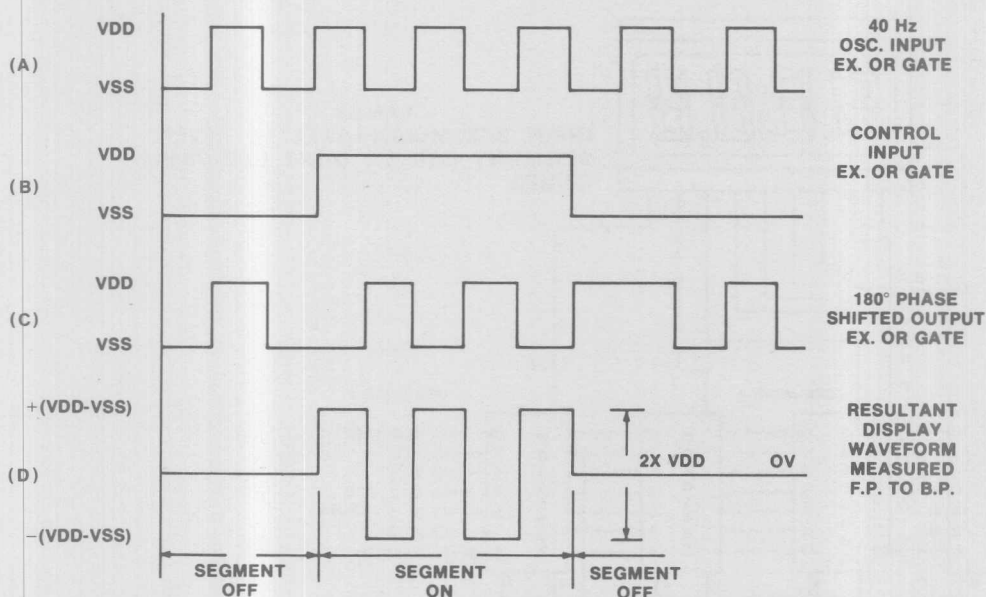 VDD
(A)
VSS
40 Hz
OSC. INPUT
EX. OR GATE
VDD
(B)
VSS
CONTROL
INPUT
EX. OR GATE
VDD
(C)
VSS
180° PHASE
SHIFTED OUTPUT
EX. OR GATE
+(VDD-VSS)
(D)
−(VDD-VSS)
2X VDD
OV
RESULTANT
DISPLAY
WAVEFORM
MEASURED
F.P. TO B.P.
SEGMENT
OFF
SEGMENT
ON
SEGMENT
OFF